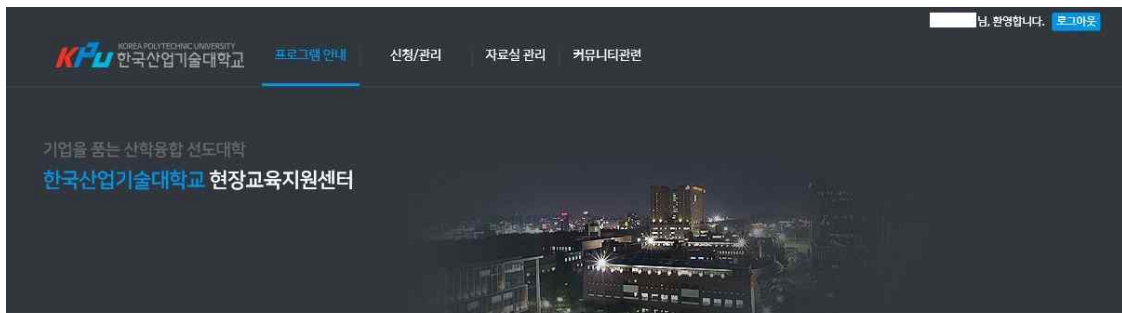 님, 환영합니다. 로그아웃
KPU KOREA POLYTECHNIC UNIVERSITY
한국산업기술대학교
프로그램 안내 신청/관리 자료실 관리 커뮤니티관련
기업을 품는 산학융합 선도대학
한국산업기술대학교 현장교육지원센터